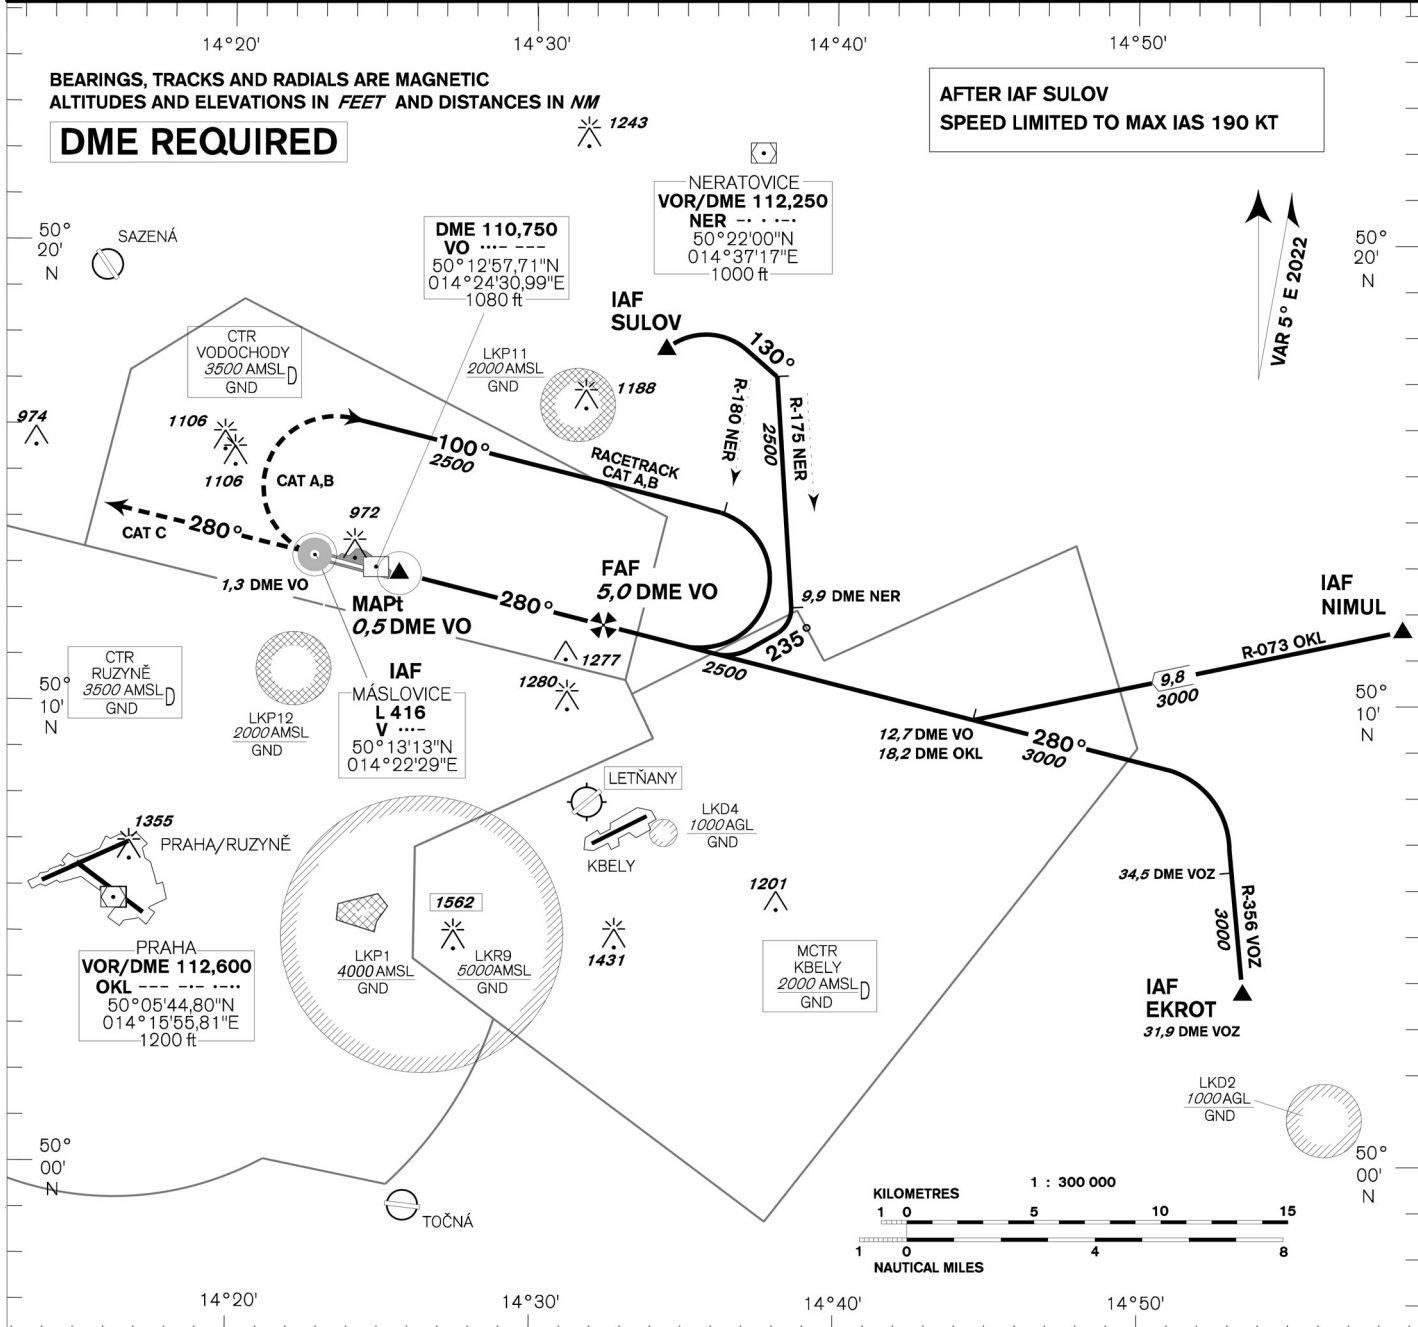 14°20'
14°30'
14°40'
14°50'
BEARINGS, TRACKS AND RADIALS ARE MAGNETIC
ALTITUDES AND ELEVATIONS IN FEET AND DISTANCES IN NM
DME REQUIRED
AFTER IAF SULOV
SPEED LIMITED TO MAX IAS 190 KT
1243
NERATOVICE
VOR/DME 112,250
NER –· · ·–·
50°22'00"N
014°37'17"E
1000 ft
DME 110,750
VO ···– –––
50°12'57,71"N
014°24'30,99"E
1080 ft
50°
20'
N
SAZENÁ
50°
20'
N
VAR 5° E 2022
IAF
SULOV
130°
CTR
VODOCHODY
3500 AMSL D
GND
LKP11
2000 AMSL
GND
1188
R-180 NER
2500
R-175 NER
974
1106
1106
CAT A,B
100°
2500
RACETRACK
CAT A,B
280°
CAT C
972
1,3 DME VO
MAPt
0,5 DME VO
280°
FAF
5,0 DME VO
9,9 DME NER
235°
2500
IAF
NIMUL
R-073 OKL
9,8
3000
1277
1280
CTR
RUZYNĚ
3500 AMSL D
GND
50°
10'
N
LKP12
2000 AMSL
GND
IAF
MÁSLOVICE
L 416
V ···–
50°13'13"N
014°22'29"E
12,7 DME VO
18,2 DME OKL
280°
3000
50°
10'
N
LETŇANY
KBELY
LKD4
1000 AGL
GND
1355
PRAHA/RUZYNĚ
34,5 DME VOZ
R-356 VOZ
3000
1201
1562
1431
LKP1
4000 AMSL
GND
LKR9
5000 AMSL
GND
MCTR
KBELY
2000 AMSL D
GND
PRAHA
VOR/DME 112,600
OKL ––– –·– ·–··
50°05'44,80"N
014°15'55,81"E
1200 ft
IAF
EKROT
31,9 DME VOZ
LKD2
1000 AGL
GND
50°
00'
N
50°
00'
N
TOČNÁ
1 : 300 000
KILOMETRES
1 0 5 10 15
1 0 4 8
NAUTICAL MILES
14°20'
14°30'
14°40'
14°50'